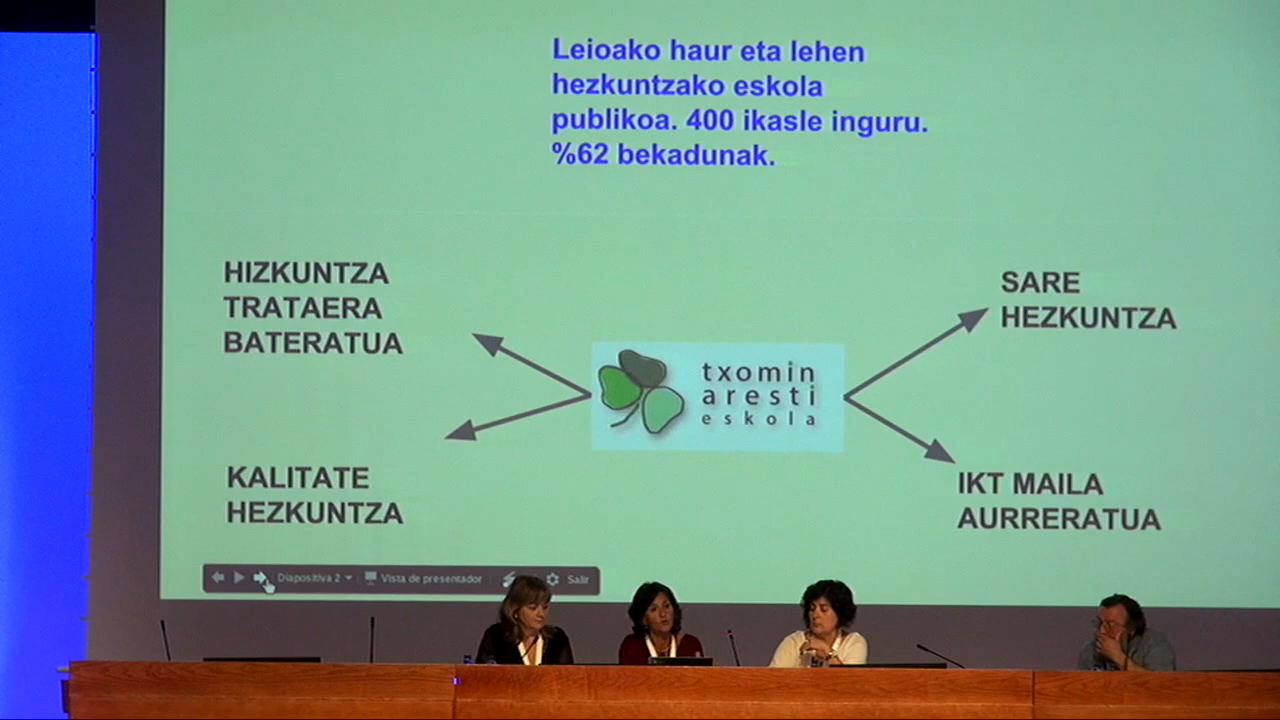 Leioako haur eta lehen
hezkuntzako eskola
publikoa. 400 ikasle inguru.
%62 bekadunak.
HIZKUNTZA
TRATAERA
BATERATUA
SARE
HEZKUNTZA
txomin
aresti
eskola
KALITATE
HEZKUNTZA
IKT MAILA
AURRERATUA
Diapositiva 2
Vista de presentador
Salir